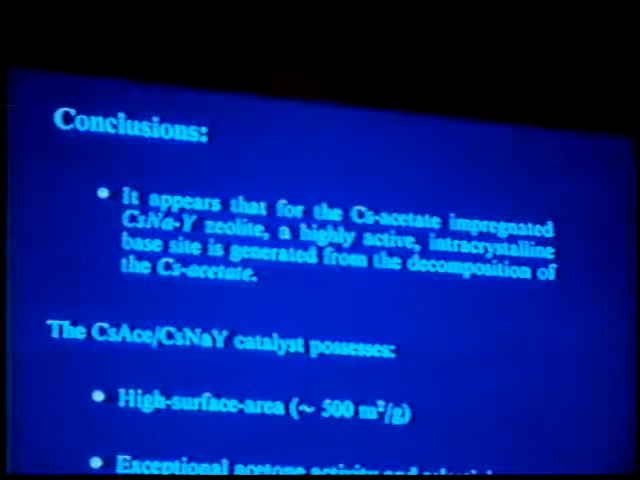 Conclusions:
• It appears that for the Cs-acetate impregnated
CsNa-Y zeolite, a highly active, intracrystalline
base site is generated from the decomposition of
the Cs-acetate.
The CsAce/CsNaY catalyst possesses:
• High-surface-area (~ 500 m²/g)
• Exceptional acetone activity and